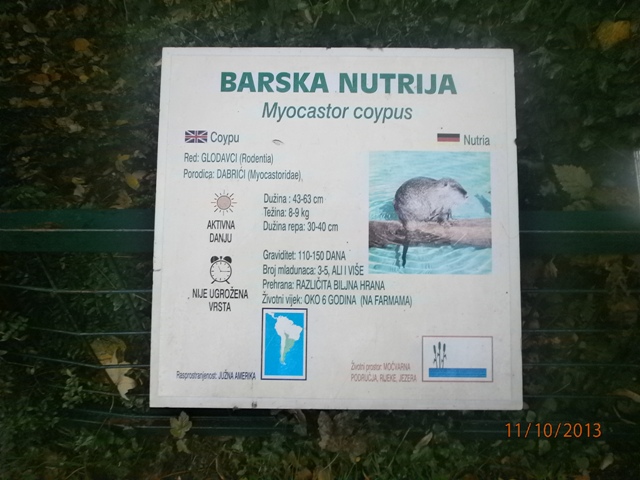 BARSKA NUTRIJA
Myocastor coypus
Coypu
Nutria
Red: GLODAVCI (Rodentia)
Porodica: DABRIĆI (Myocastoridae),
AKTIVNA
DANJU
Dužina : 43-63 cm
Težina: 8-9 kg
Dužina repa: 30-40 cm
NIJE UGROŽENA
VRSTA
Graviditet: 110-150 DANA
Broj mladunaca: 3-5, ALI I VIŠE
Prehrana: RAZLIČITA BILJNA HRANA
Životni vijek: OKO 6 GODINA (NA FARMAMA)
Rasprostranjenost: JUŽNA AMERIKA
Životni prostor: MOČVARNA
PODRUČJA, RIJEKE, JEZERA
11/10/2013